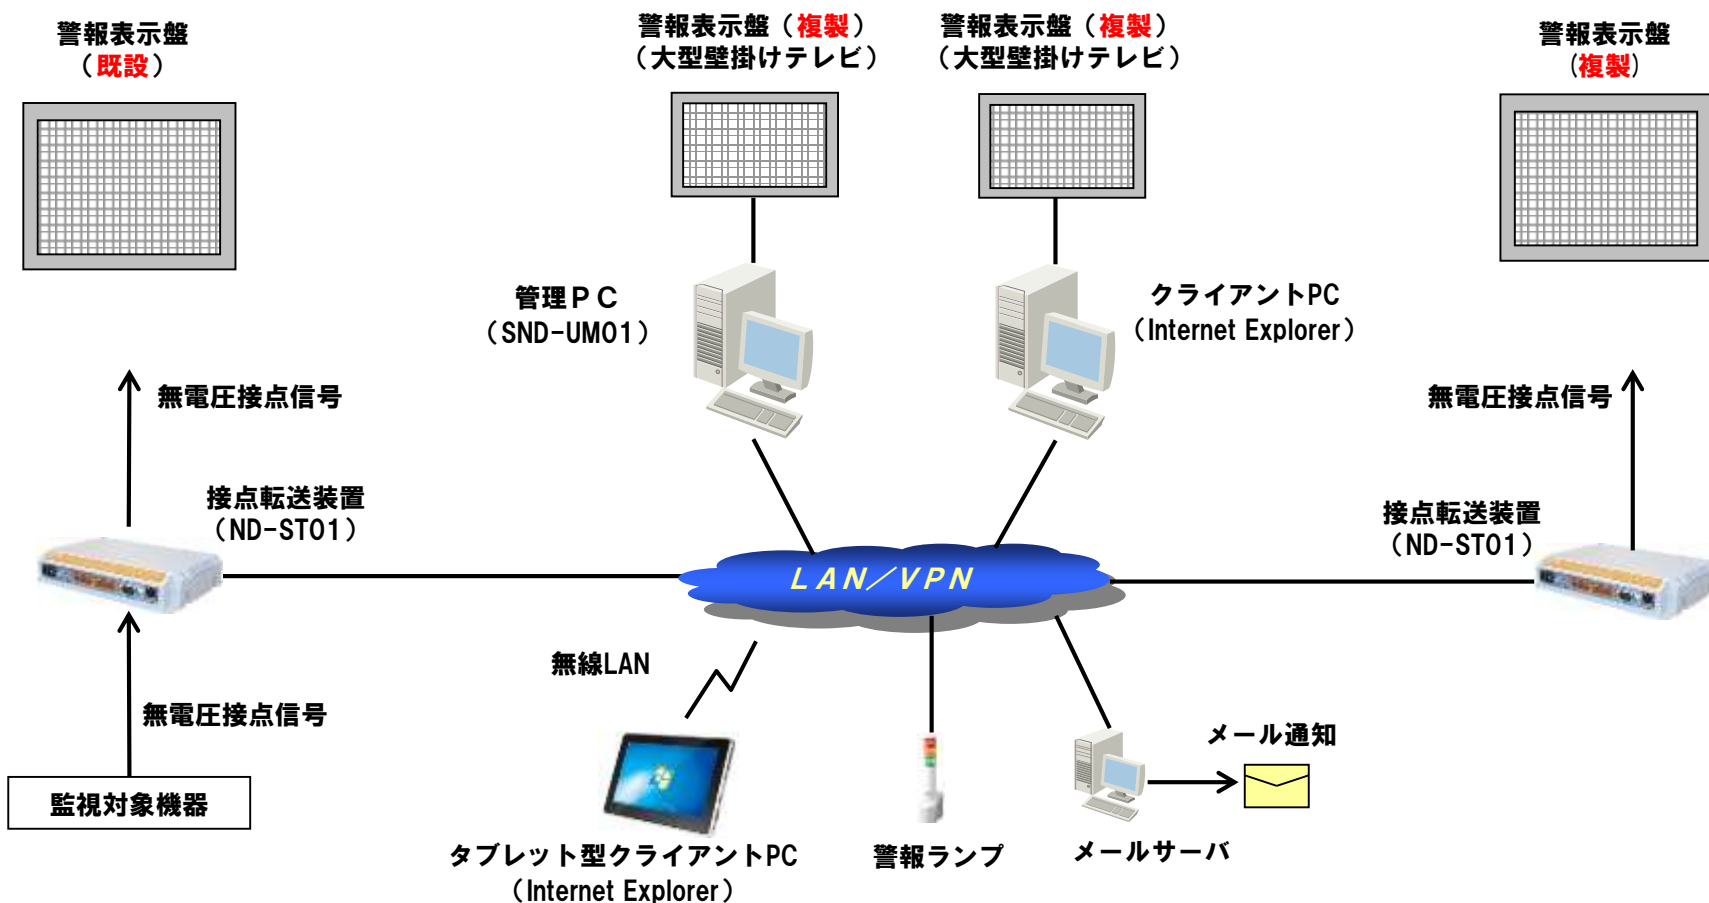 警報表示盤
（既設）
警報表示盤（複製）
（大型壁掛けテレビ）
警報表示盤（複製）
（大型壁掛けテレビ）
警報表示盤
(複製)
管理ＰＣ
（SND-UM01）
クライアントPC
（Internet Explorer）
無電圧接点信号
無電圧接点信号
接点転送装置
（ND-ST01）
接点転送装置
（ND-ST01）
LAN／VPN
無線LAN
無電圧接点信号
メール通知
監視対象機器
タブレット型クライアントPC
（Internet Explorer）
警報ランプ
メールサーバ